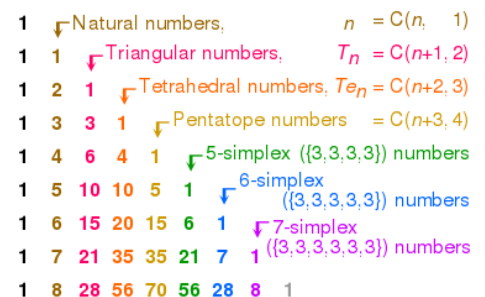 1 Natural numbers, n = C(n, 1)
1 1 Triangular numbers, Tn = C(n+1, 2)
1 2 1 Tetrahedral numbers, Ten = C(n+2, 3)
1 3 3 1 Pentatope numbers = C(n+3, 4)
1 4 6 4 1 5-simplex ({3,3,3,3}) numbers
1 5 10 10 5 1 6-simplex
({3,3,3,3,3}) numbers
1 6 15 20 15 6 1 7-simplex
1 7 21 35 35 21 7 1 ({3,3,3,3,3,3}) numbers
1 8 28 56 70 56 28 8 1